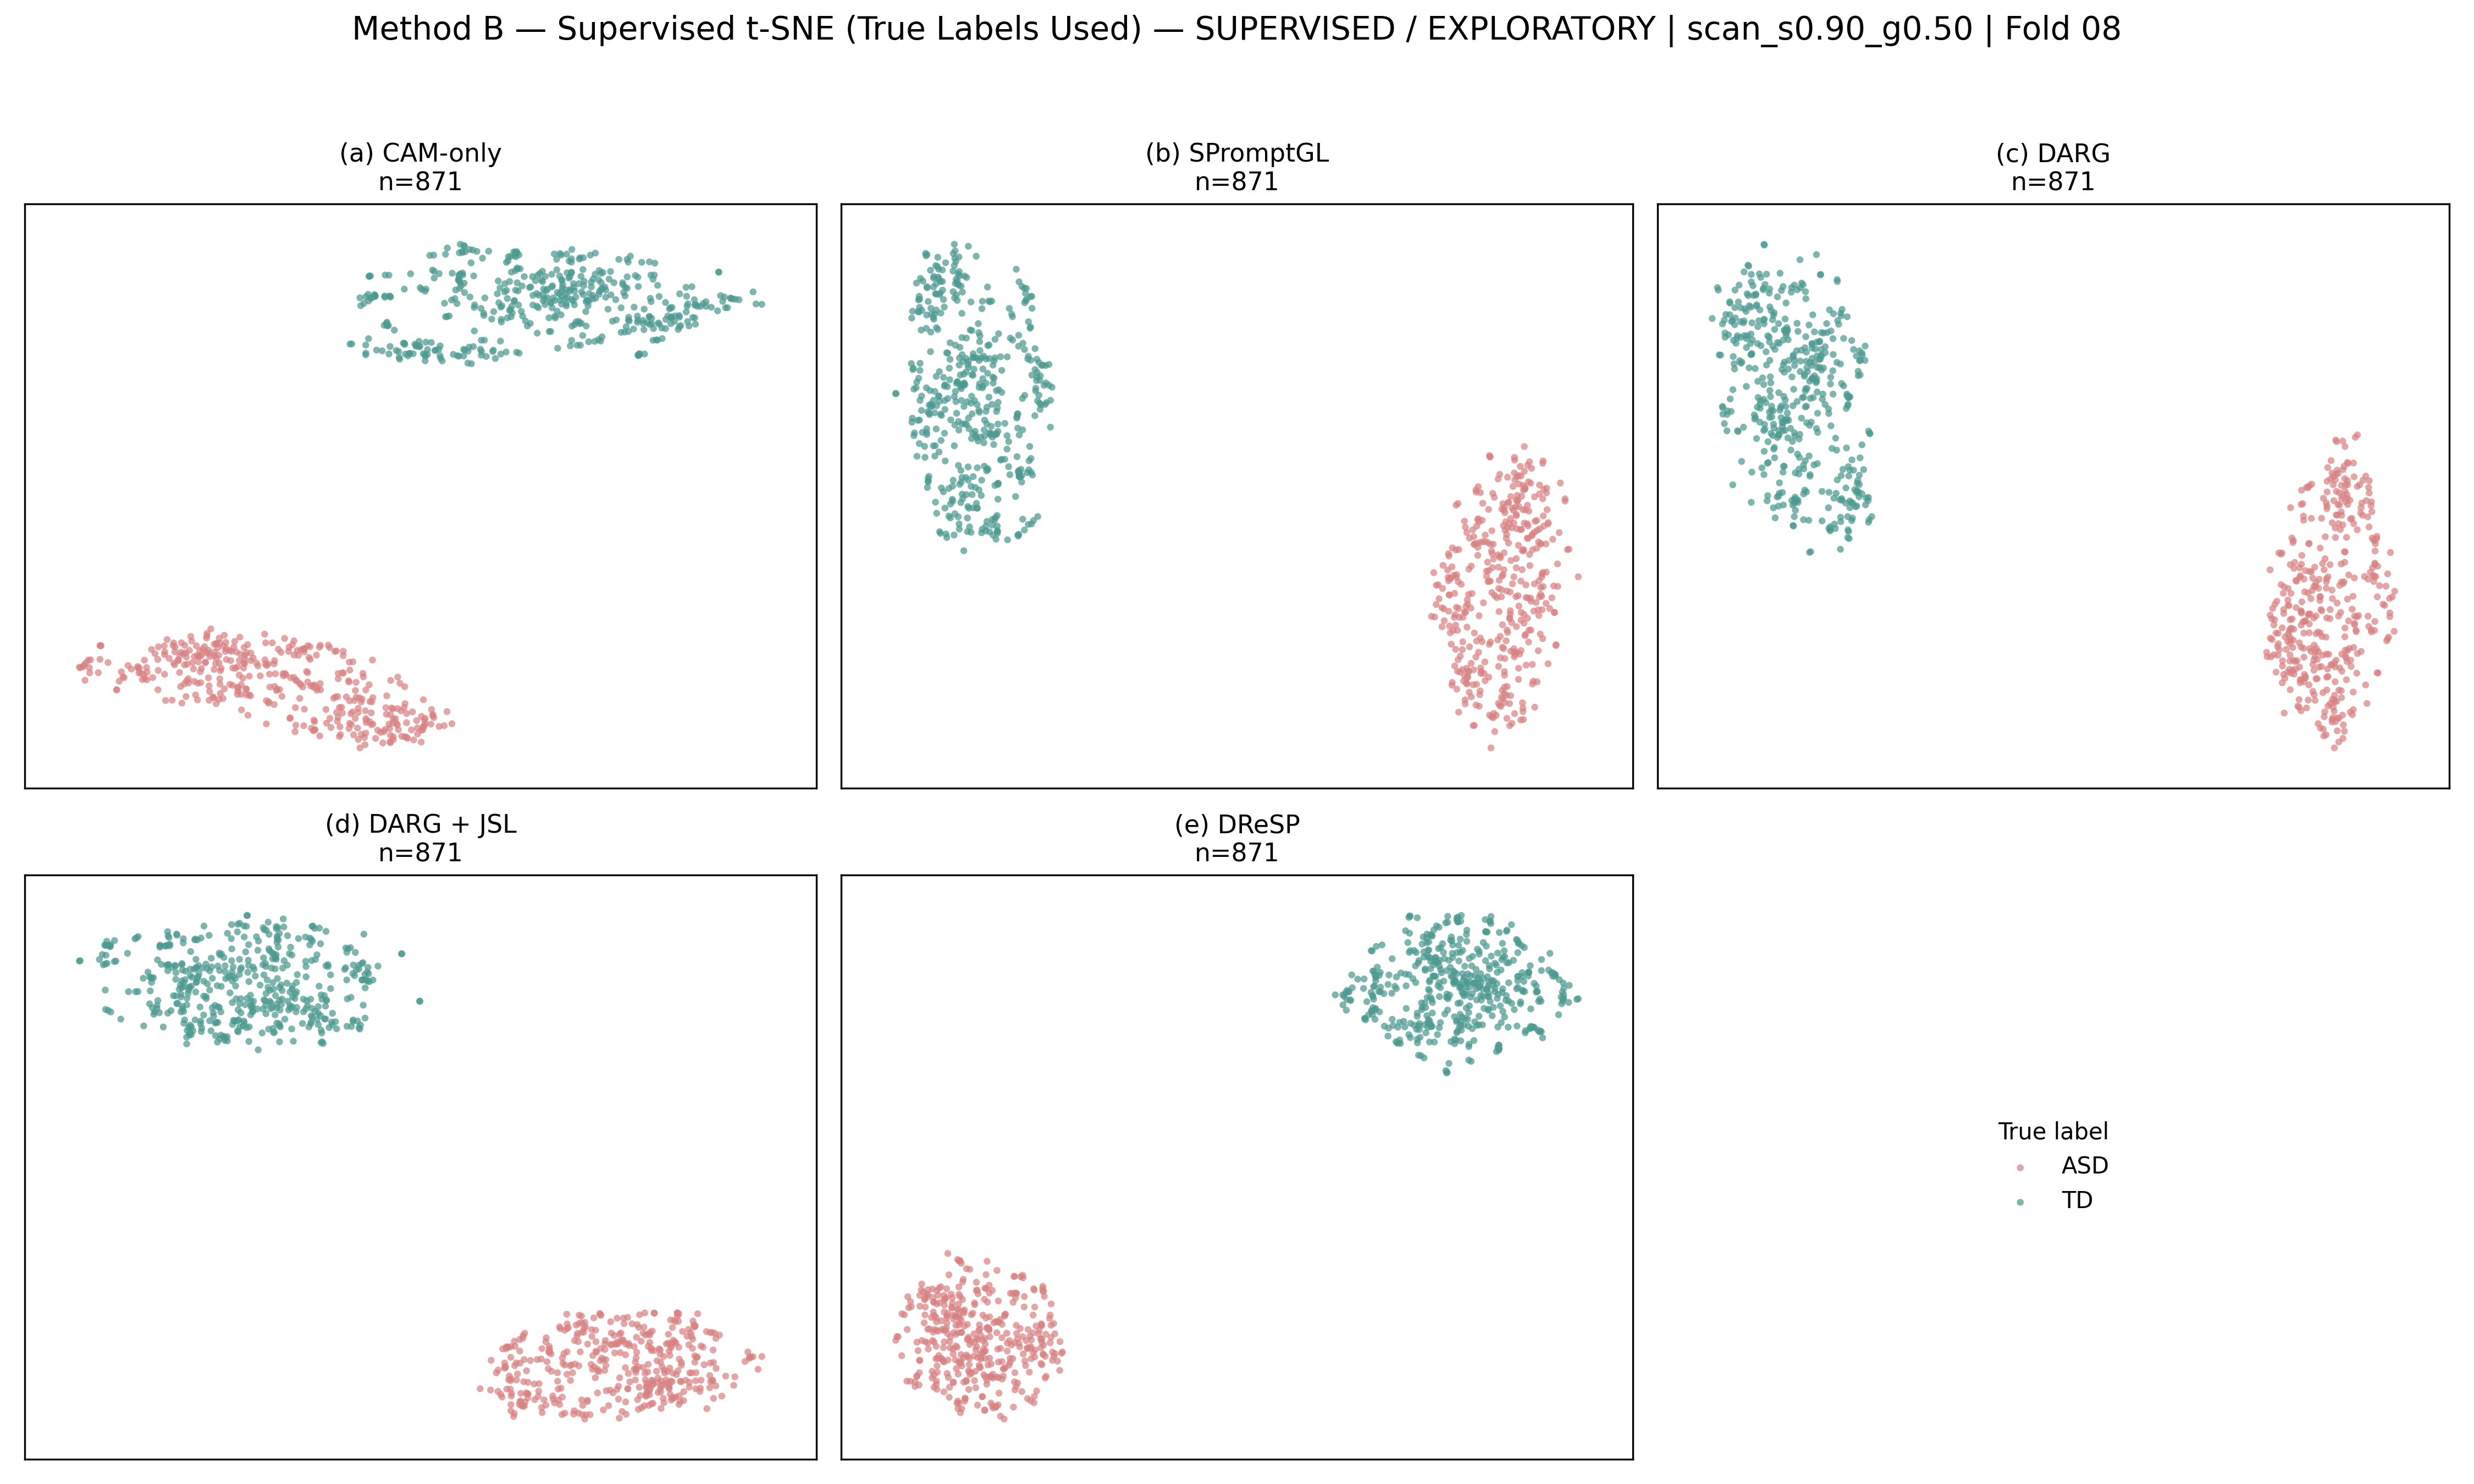 Method B — Supervised t-SNE (True Labels Used) — SUPERVISED / EXPLORATORY | scan_s0.90_g0.50 | Fold 08
(a) CAM-only
n=871
(b) SPromptGL
n=871
(c) DARG
n=871
(d) DARG + JSL
n=871
(e) DReSP
n=871
True label
ASD
TD